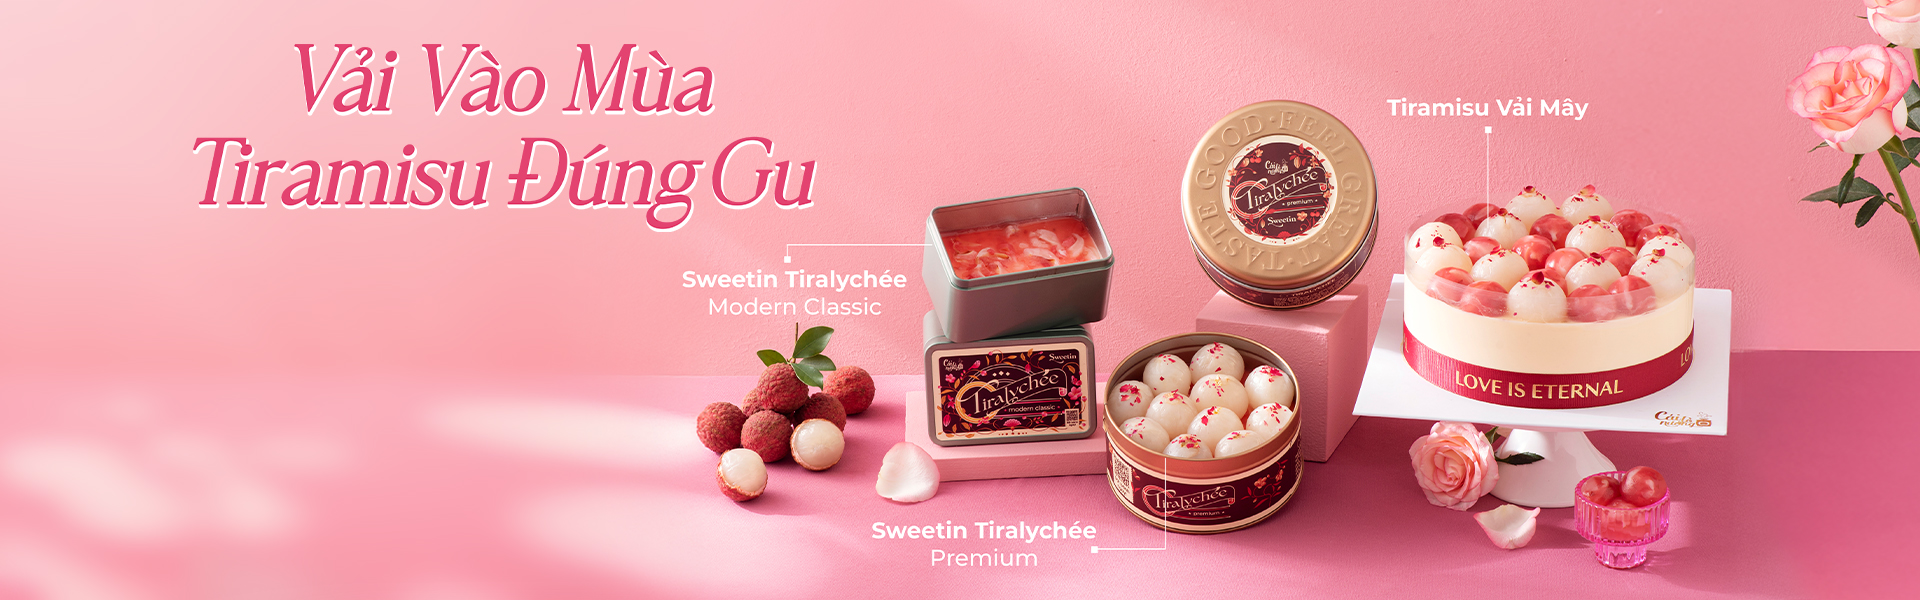 Vải Vào Mùa
Tiramisu Đúng Gu
Tiramisu Vải Mây
Sweetin Tiralychée
Modern Classic
TASTE GOOD · FEEL GREAT ·
Tiralychée
premium
Sweetin
Sweetin
Tiralychée
modern classic
LOVE IS ETERNAL
LO
Tiralychée
premium
Sweetin Tiralychée
Premium